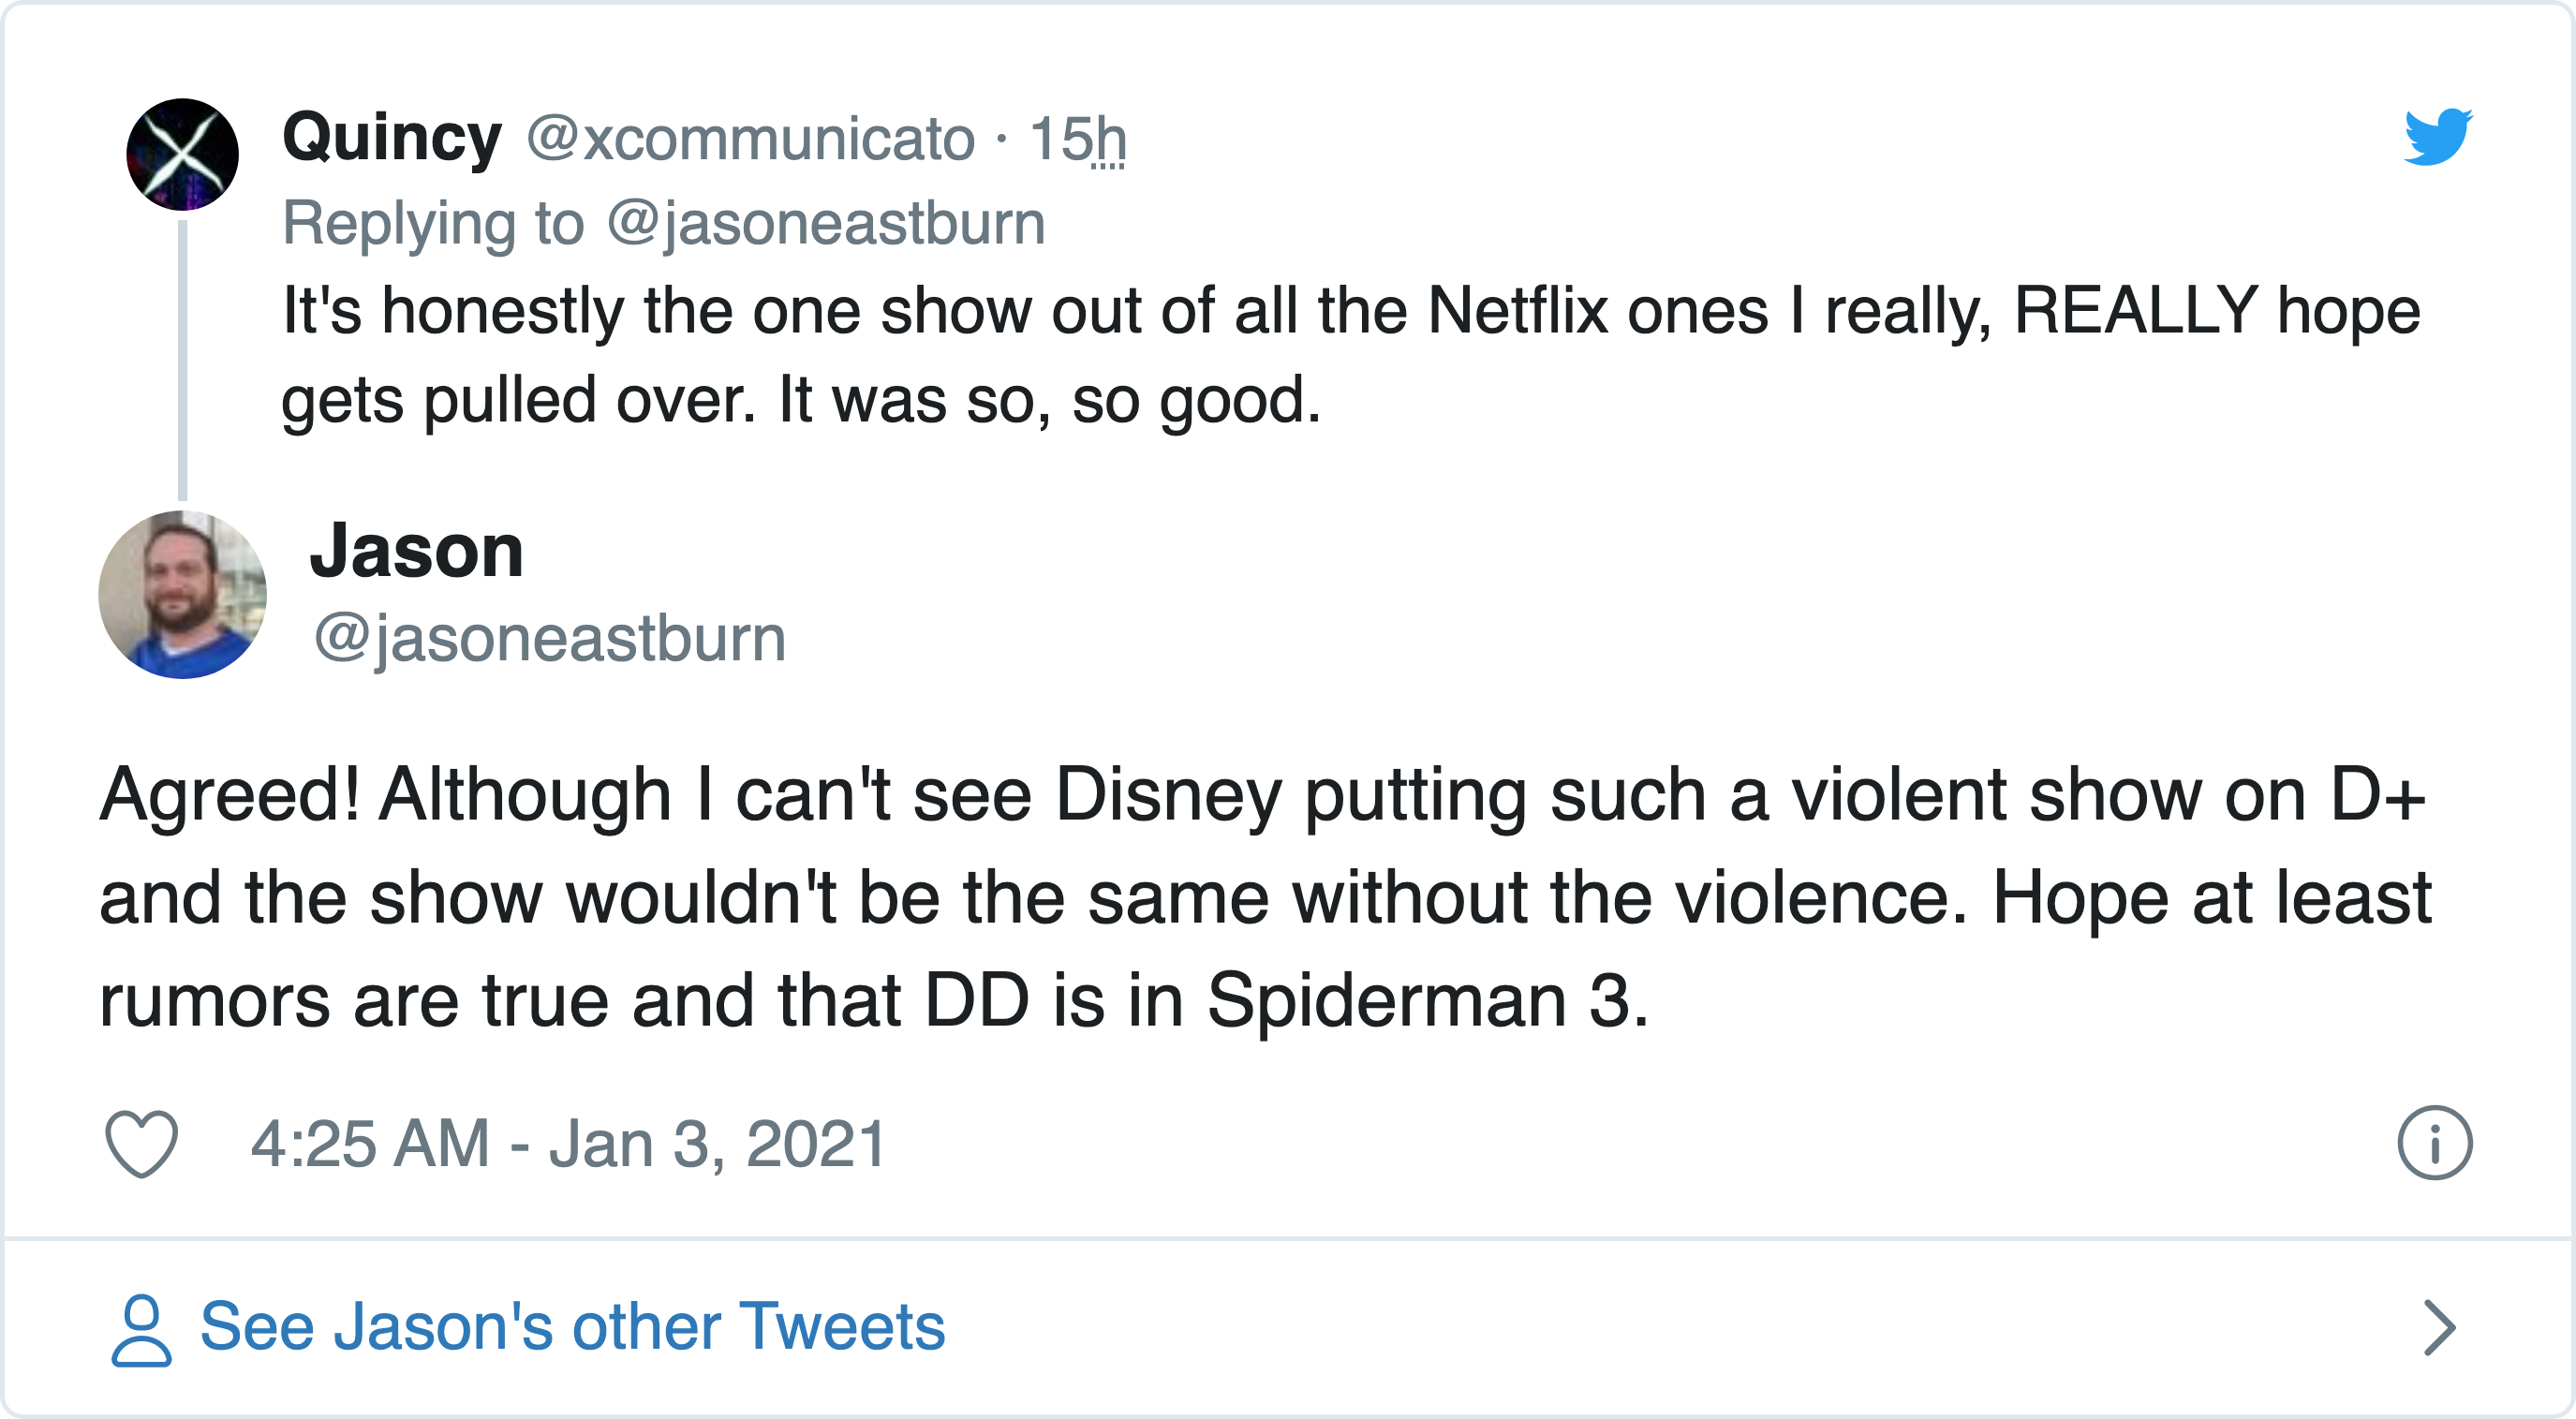 Quincy @xcommunicato · 15h
Replying to @jasoneastburn
It's honestly the one show out of all the Netflix ones I really, REALLY hope
gets pulled over. It was so, so good.
Jason
@jasoneastburn
Agreed! Although I can't see Disney putting such a violent show on D+
and the show wouldn't be the same without the violence. Hope at least
rumors are true and that DD is in Spiderman 3.
4:25 AM - Jan 3, 2021
See Jason's other Tweets